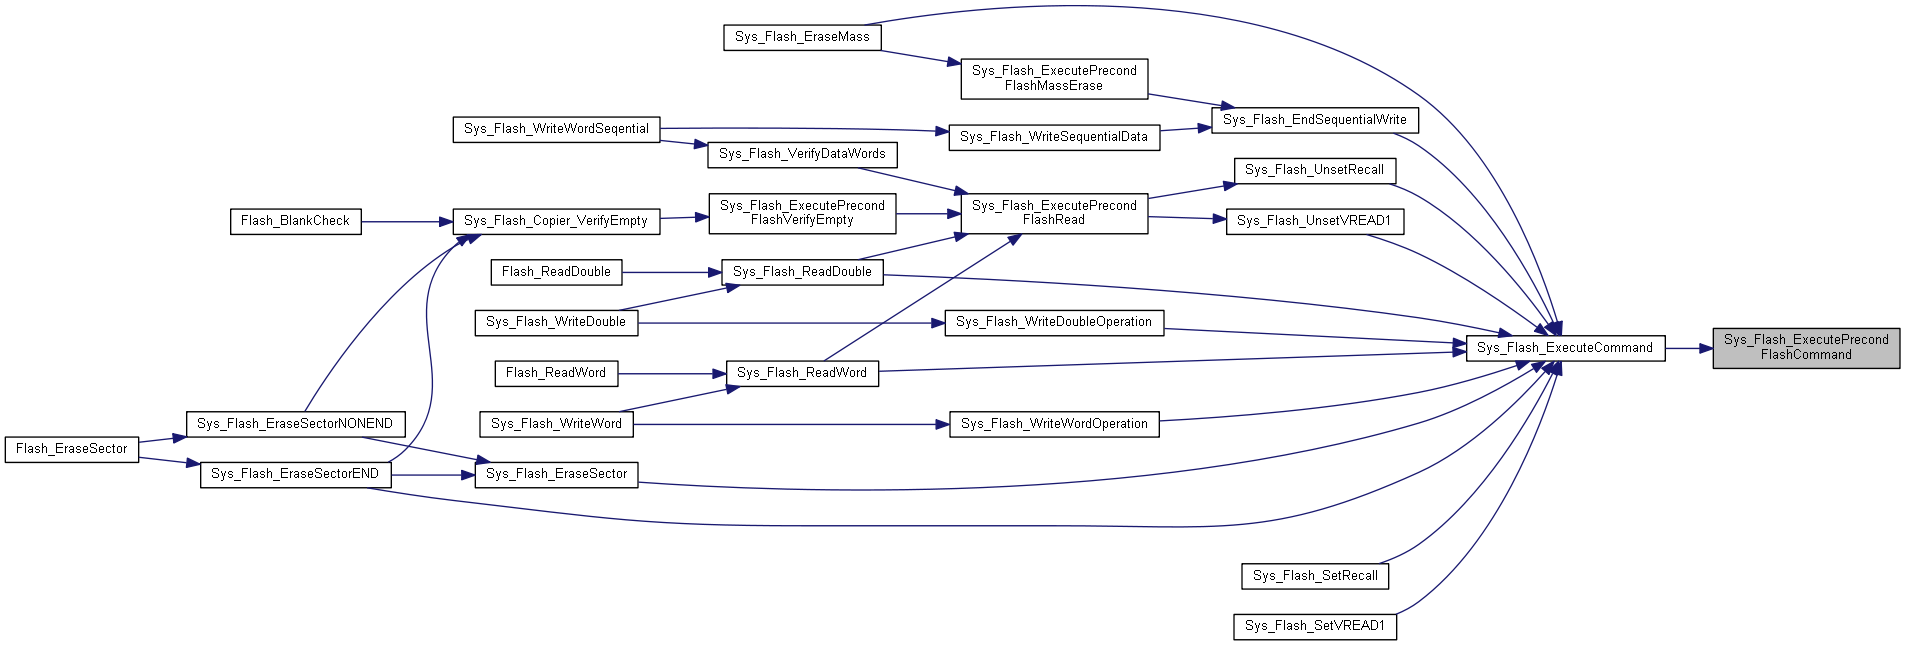 Sys_Flash_EraseMass
Sys_Flash_ExecutePrecond
FlashMassErase
Sys_Flash_EndSequentialWrite
Sys_Flash_WriteWordSeqential
Sys_Flash_WriteSequentialData
Sys_Flash_VerifyDataWords
Sys_Flash_UnsetRecall
Flash_BlankCheck
Sys_Flash_Copier_VerifyEmpty
Sys_Flash_ExecutePrecond
FlashVerifyEmpty
Sys_Flash_ExecutePrecond
FlashRead
Sys_Flash_UnsetVREAD1
Flash_ReadDouble
Sys_Flash_ReadDouble
Sys_Flash_WriteDouble
Sys_Flash_WriteDoubleOperation
Sys_Flash_ExecuteCommand
Sys_Flash_ExecutePrecond
FlashCommand
Flash_ReadWord
Sys_Flash_ReadWord
Sys_Flash_EraseSectorNONEND
Sys_Flash_WriteWord
Sys_Flash_WriteWordOperation
Flash_EraseSector
Sys_Flash_EraseSectorEND
Sys_Flash_EraseSector
Sys_Flash_SetRecall
Sys_Flash_SetVREAD1